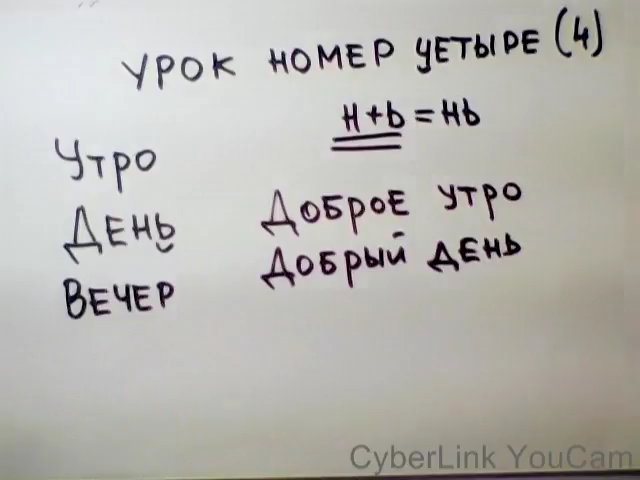 УРОК НОМЕР ЧЕТЫРЕ (4)
Н+Ь=НЬ
УТРО
ДЕНЬ
ВЕЧЕР
ДОБРОЕ УТРО
ДОБРЫЙ ДЕНЬ
CyberLink YouCam